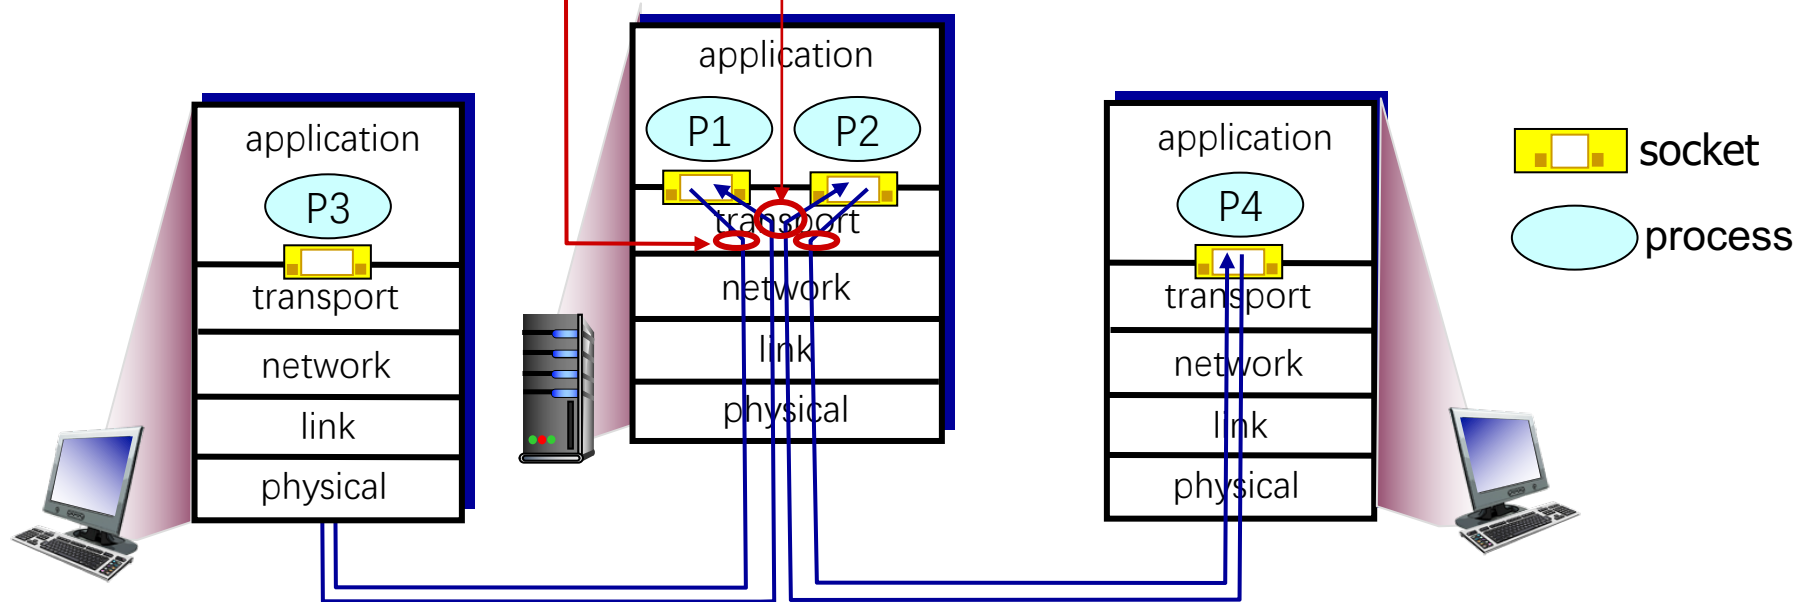 application
P3
transport
network
link
physical
application
P1
P2
transport
network
link
physical
application
P4
transport
network
link
physical
socket
process